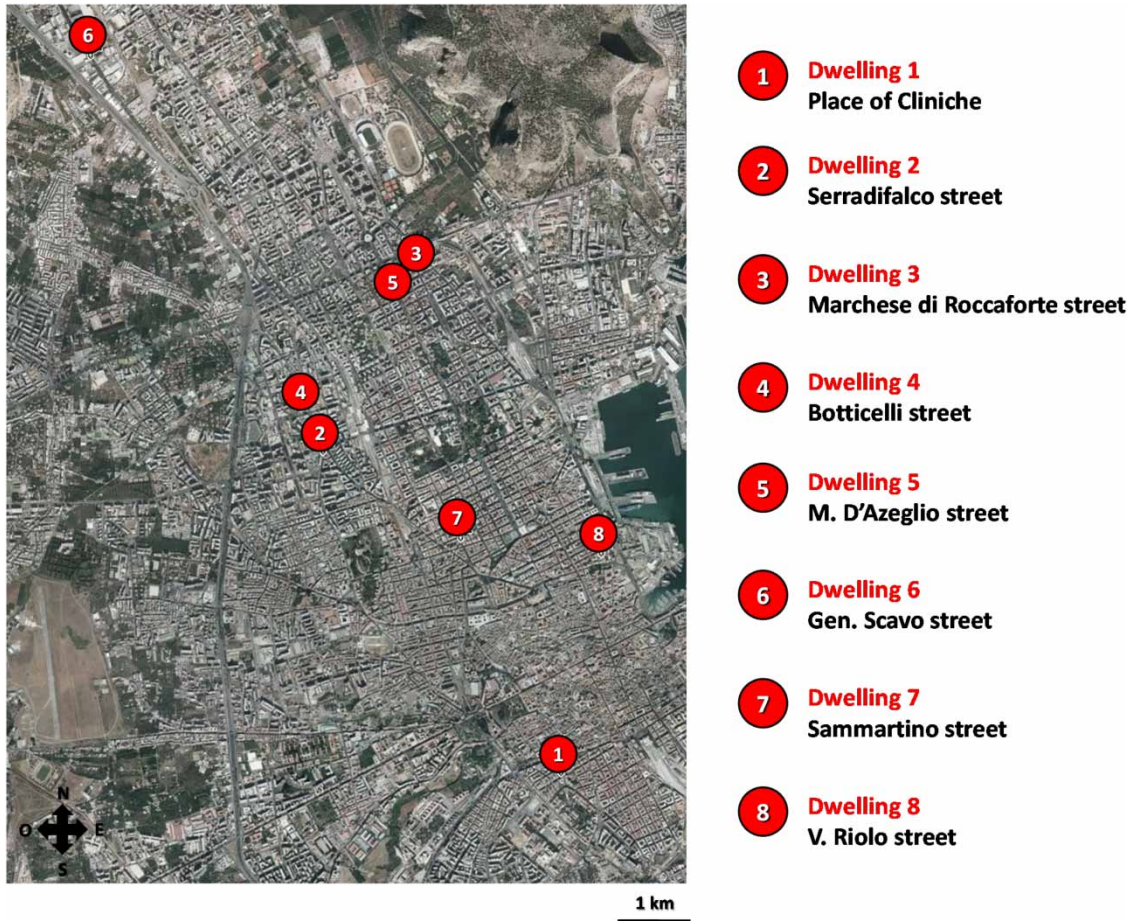 6
3
5
4
2
7
8
1
N
O E
S
1 km
1 Dwelling 1
Place of Cliniche
2 Dwelling 2
Serradifalco street
3 Dwelling 3
Marchese di Roccaforte street
4 Dwelling 4
Botticelli street
5 Dwelling 5
M. D'Azeglio street
6 Dwelling 6
Gen. Scavo street
7 Dwelling 7
Sammartino street
8 Dwelling 8
V. Riolo street